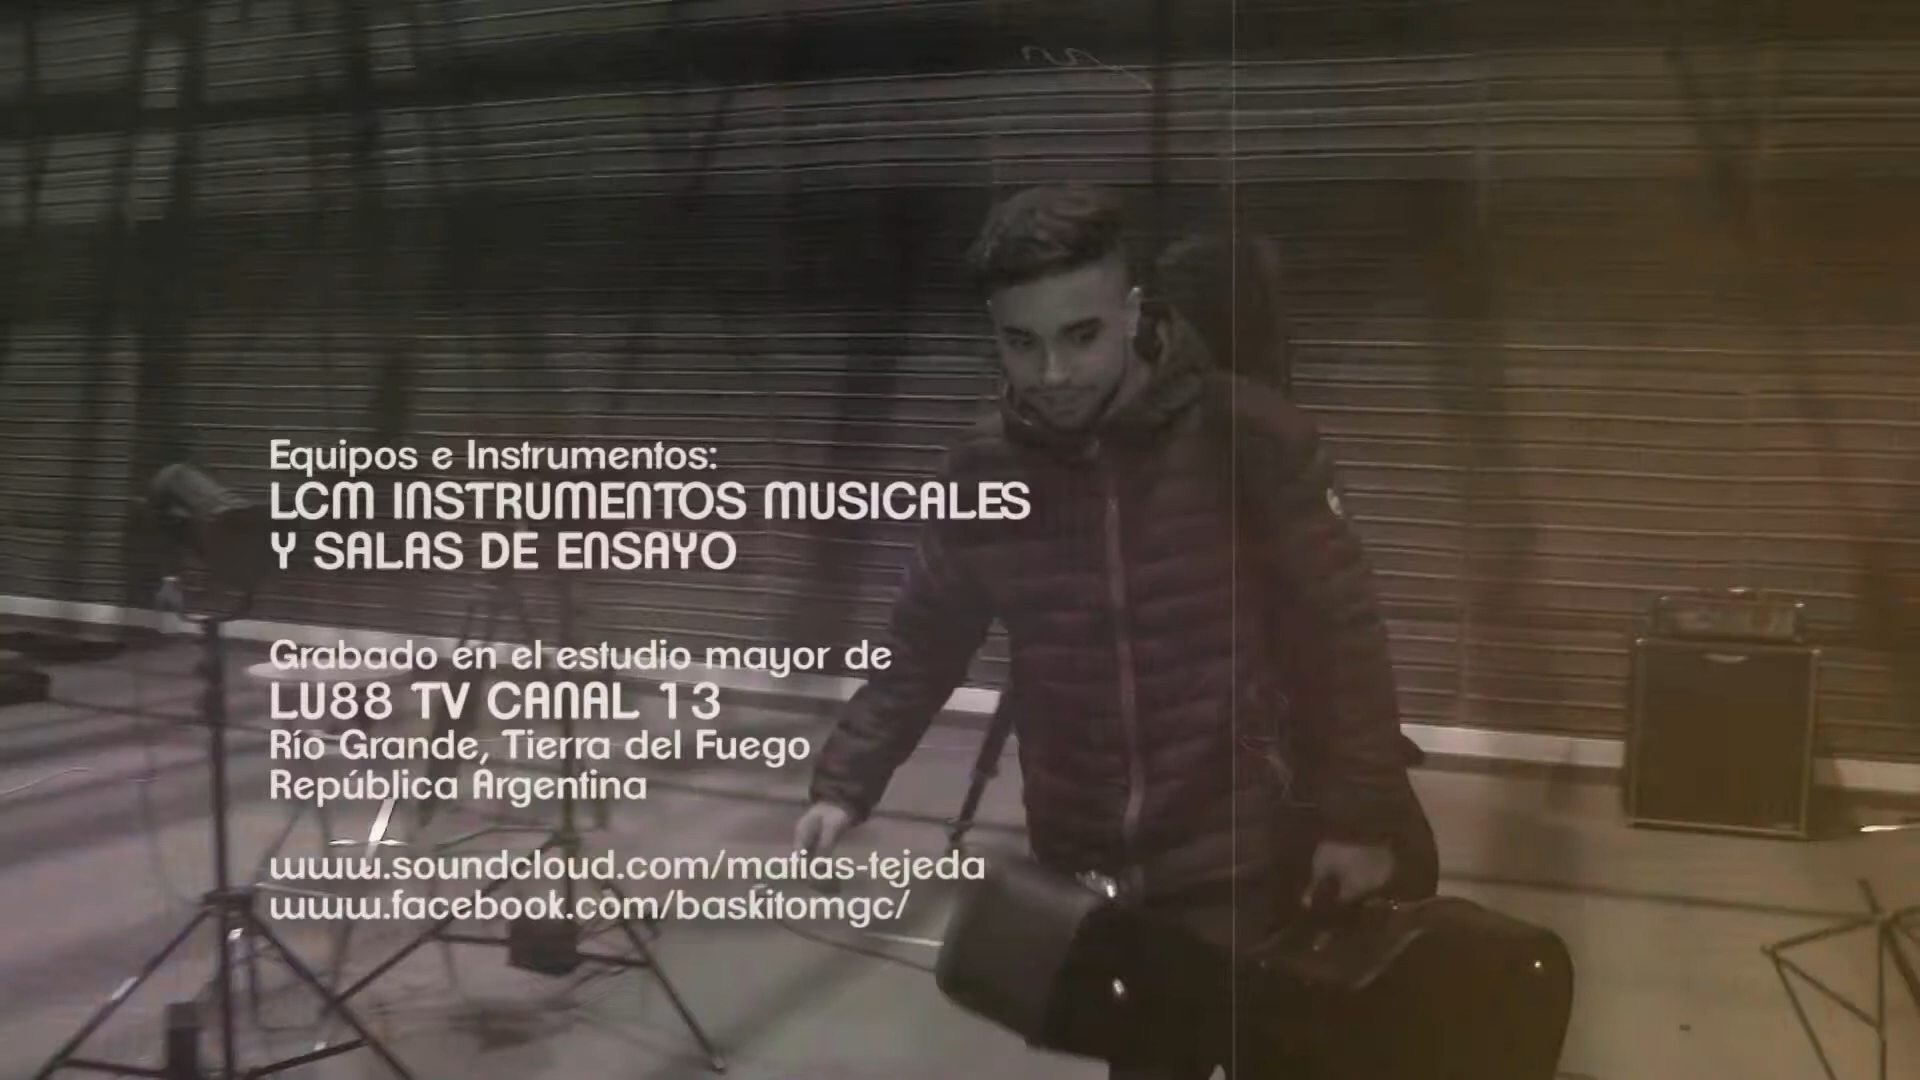 Equipos e Instrumentos:
LCM INSTRUMENTOS MUSICALES
Y SALAS DE ENSAYO
Grabado en el estudio mayor de
LU88 TV CANAL 13
Río Grande, Tierra del Fuego
República Argentina
www.soundcloud.com/matias-tejeda
www.facebook.com/baskitomgc/